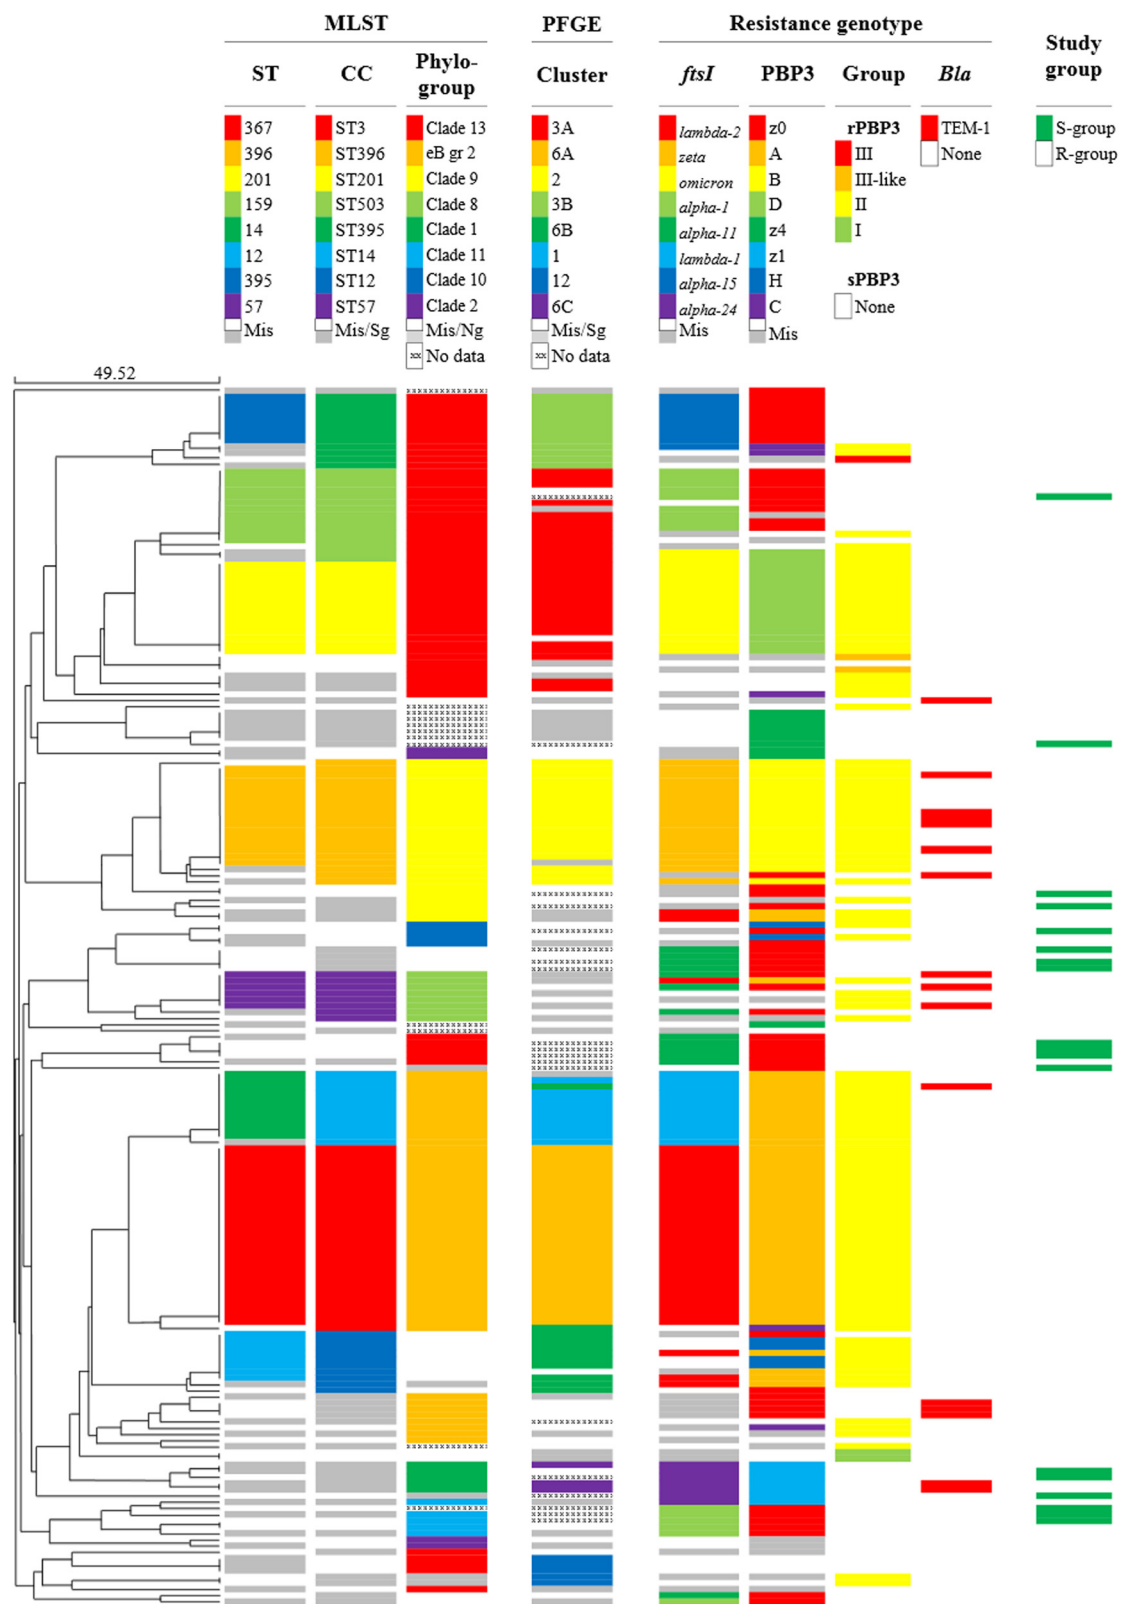 MLST PFGE Resistance genotype
Study group
ST CC Phylo-group Cluster ftsI PBP3 Group Bla
367 ST3 Clade 13 3A lambda-2 z0 rPBP3 TEM-1 S-group
396 ST396 eB gr 2 6A zeta A III None R-group
201 ST201 Clade 9 2 omicron B III-like
159 ST503 Clade 8 3B alpha-1 D II
14 ST395 Clade 1 6B alpha-11 z4 I
12 ST14 Clade 11 1 lambda-1 z1
395 ST12 Clade 10 12 alpha-15 H sPBP3
57 ST57 Clade 2 6C alpha-24 C None
Mis Mis/Sg Mis/Ng Mis/Sg Mis Mis
xx No data xx No data
49.52